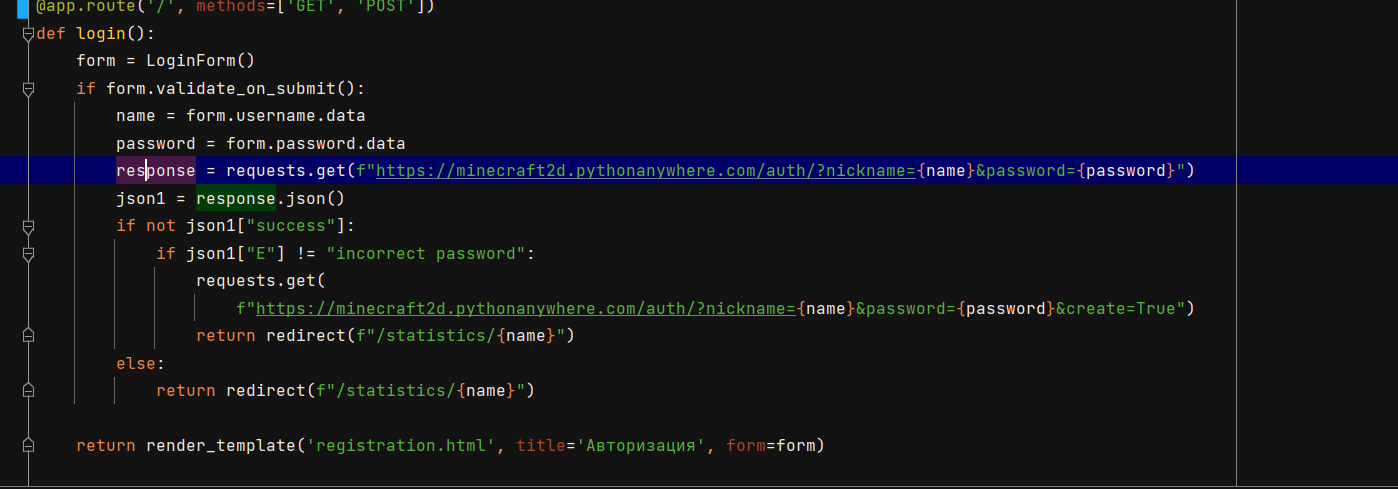 @app.route('/', methods=['GET', 'POST'])
def login():
    form = LoginForm()
    if form.validate_on_submit():
        name = form.username.data
        password = form.password.data
        response = requests.get(f"https://minecraft2d.pythonanywhere.com/auth/?nickname={name}&password={password}")
        json1 = response.json()
        if not json1["success"]:
            if json1["E"] != "incorrect password":
                requests.get(
                    f"https://minecraft2d.pythonanywhere.com/auth/?nickname={name}&password={password}&create=True")
                return redirect(f"/statistics/{name}")
        else:
            return redirect(f"/statistics/{name}")
    return render_template('registration.html', title='Авторизация', form=form)